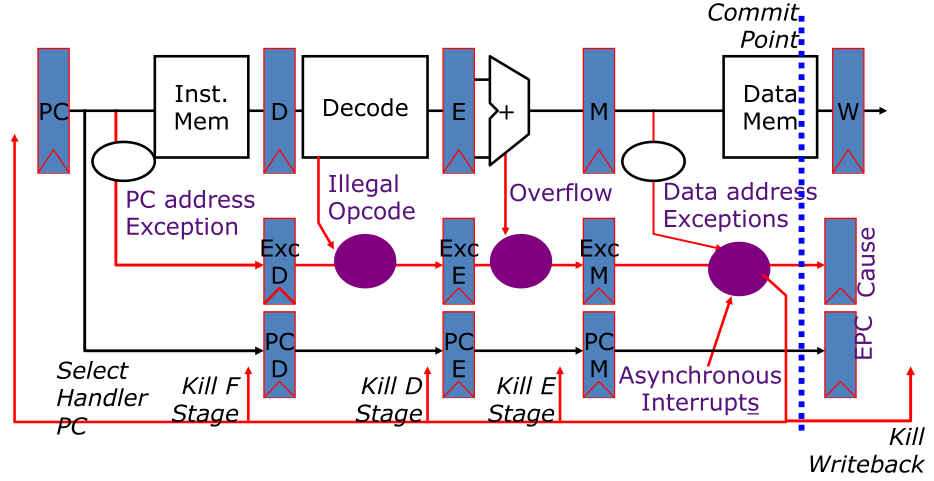 Commit
Point
PC
Inst.
Mem
D
Decode
E
+
M
Data
Mem
W
PC address
Exception
Illegal
Opcode
Overflow
Data address
Exceptions
Exc
D
Exc
E
Exc
M
Cause
PC
D
PC
E
PC
M
EPC
Select
Handler
PC
Kill F
Stage
Kill D
Stage
Kill E
Stage
Asynchronous
Interrupts
Kill
Writeback